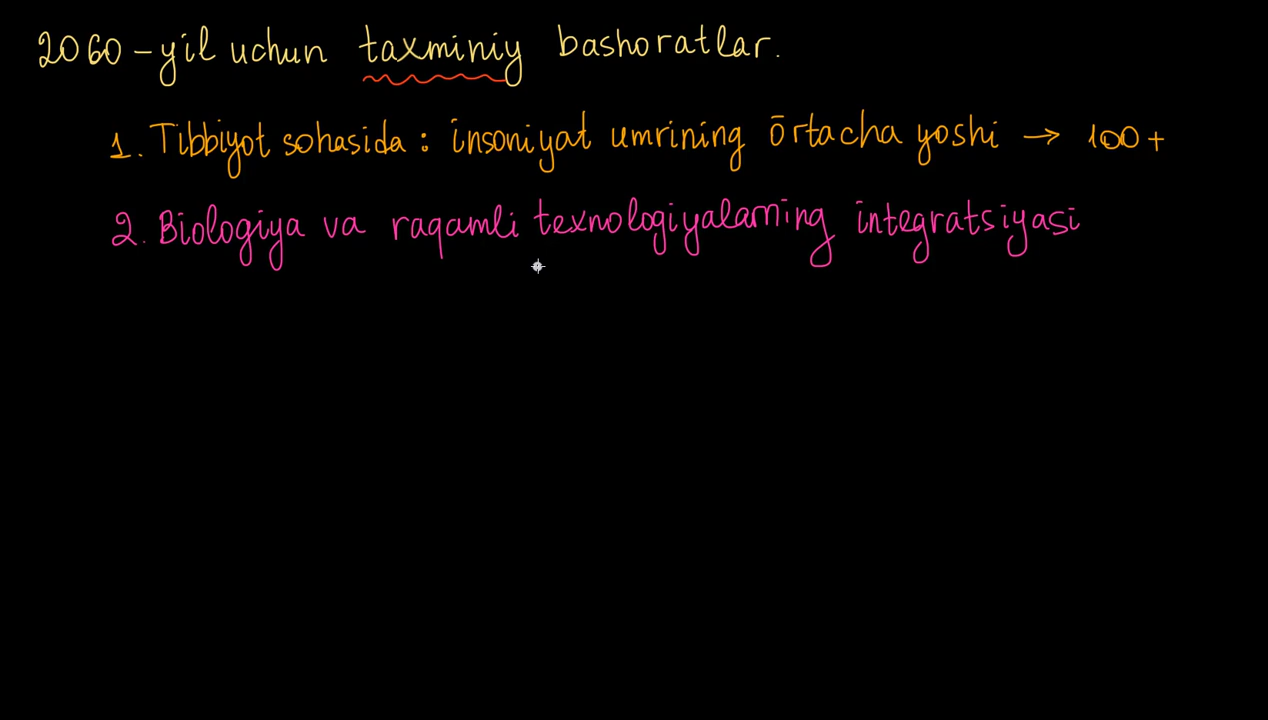 2060-yil uchun taxminiy bashoratlar.
1. Tibbiyot sohasida: insoniyat umrining ōrtacha yoshi → 100+
2. Biologiya va raqamli texnologiyalarning integratsiyasi